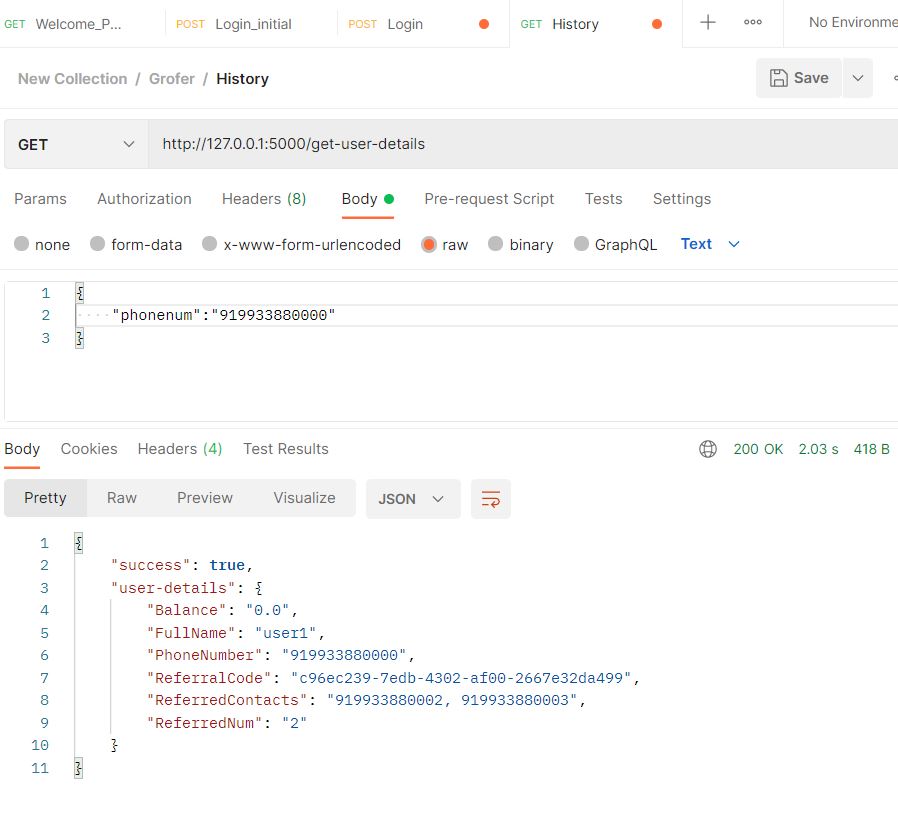 GET Welcome_P... POST Login_initial POST Login GET History No Environme
New Collection / Grofer / History Save
GET http://127.0.0.1:5000/get-user-details
Params Authorization Headers (8) Body Pre-request Script Tests Settings
none form-data x-www-form-urlencoded raw binary GraphQL Text
1 {
2 ····"phonenum":"919933880000"
3 }
Body Cookies Headers (4) Test Results 200 OK 2.03 s 418 B
Pretty Raw Preview Visualize JSON
1 {
2 "success": true,
3 "user-details": {
4 "Balance": "0.0",
5 "FullName": "user1",
6 "PhoneNumber": "919933880000",
7 "ReferralCode": "c96ec239-7edb-4302-af00-2667e32da499",
8 "ReferredContacts": "919933880002, 919933880003",
9 "ReferredNum": "2"
10 }
11 }